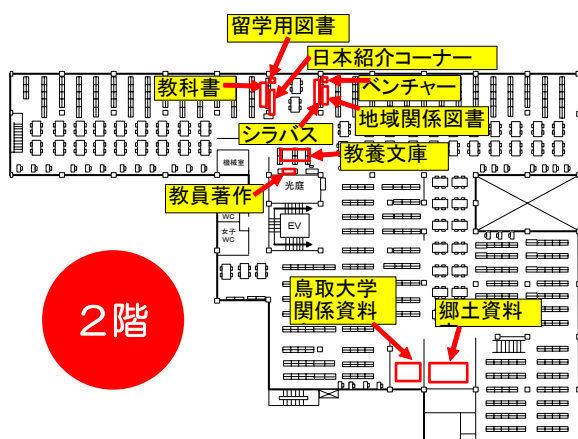 留学用図書
日本紹介コーナー
教科書
ベンチャー
地域関係図書
シラバス
教養文庫
機械室
教員著作
光庭
WC
EV
女子
WC
鳥取大学
関係資料
郷土資料
2階